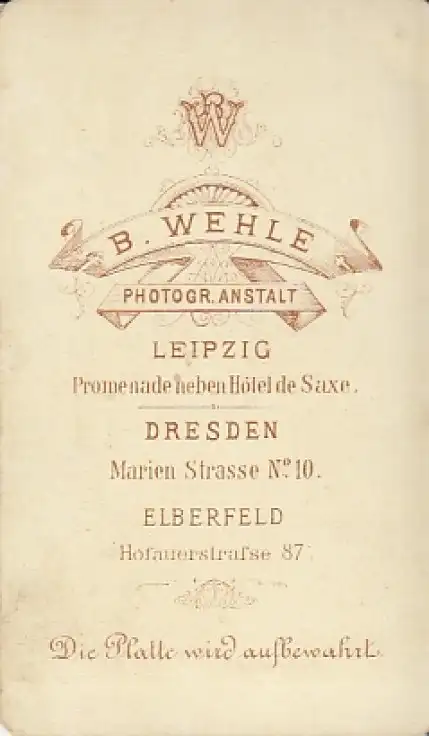 BW
B. WEHLE
PHOTOGR. ANSTALT
LEIPZIG
Promenade neben Hôtel de Saxe.
DRESDEN
Marien Strasse Nº 10.
ELBERFELD
Hofauerstraſse 87.
Die Platte wird aufbewahrt.